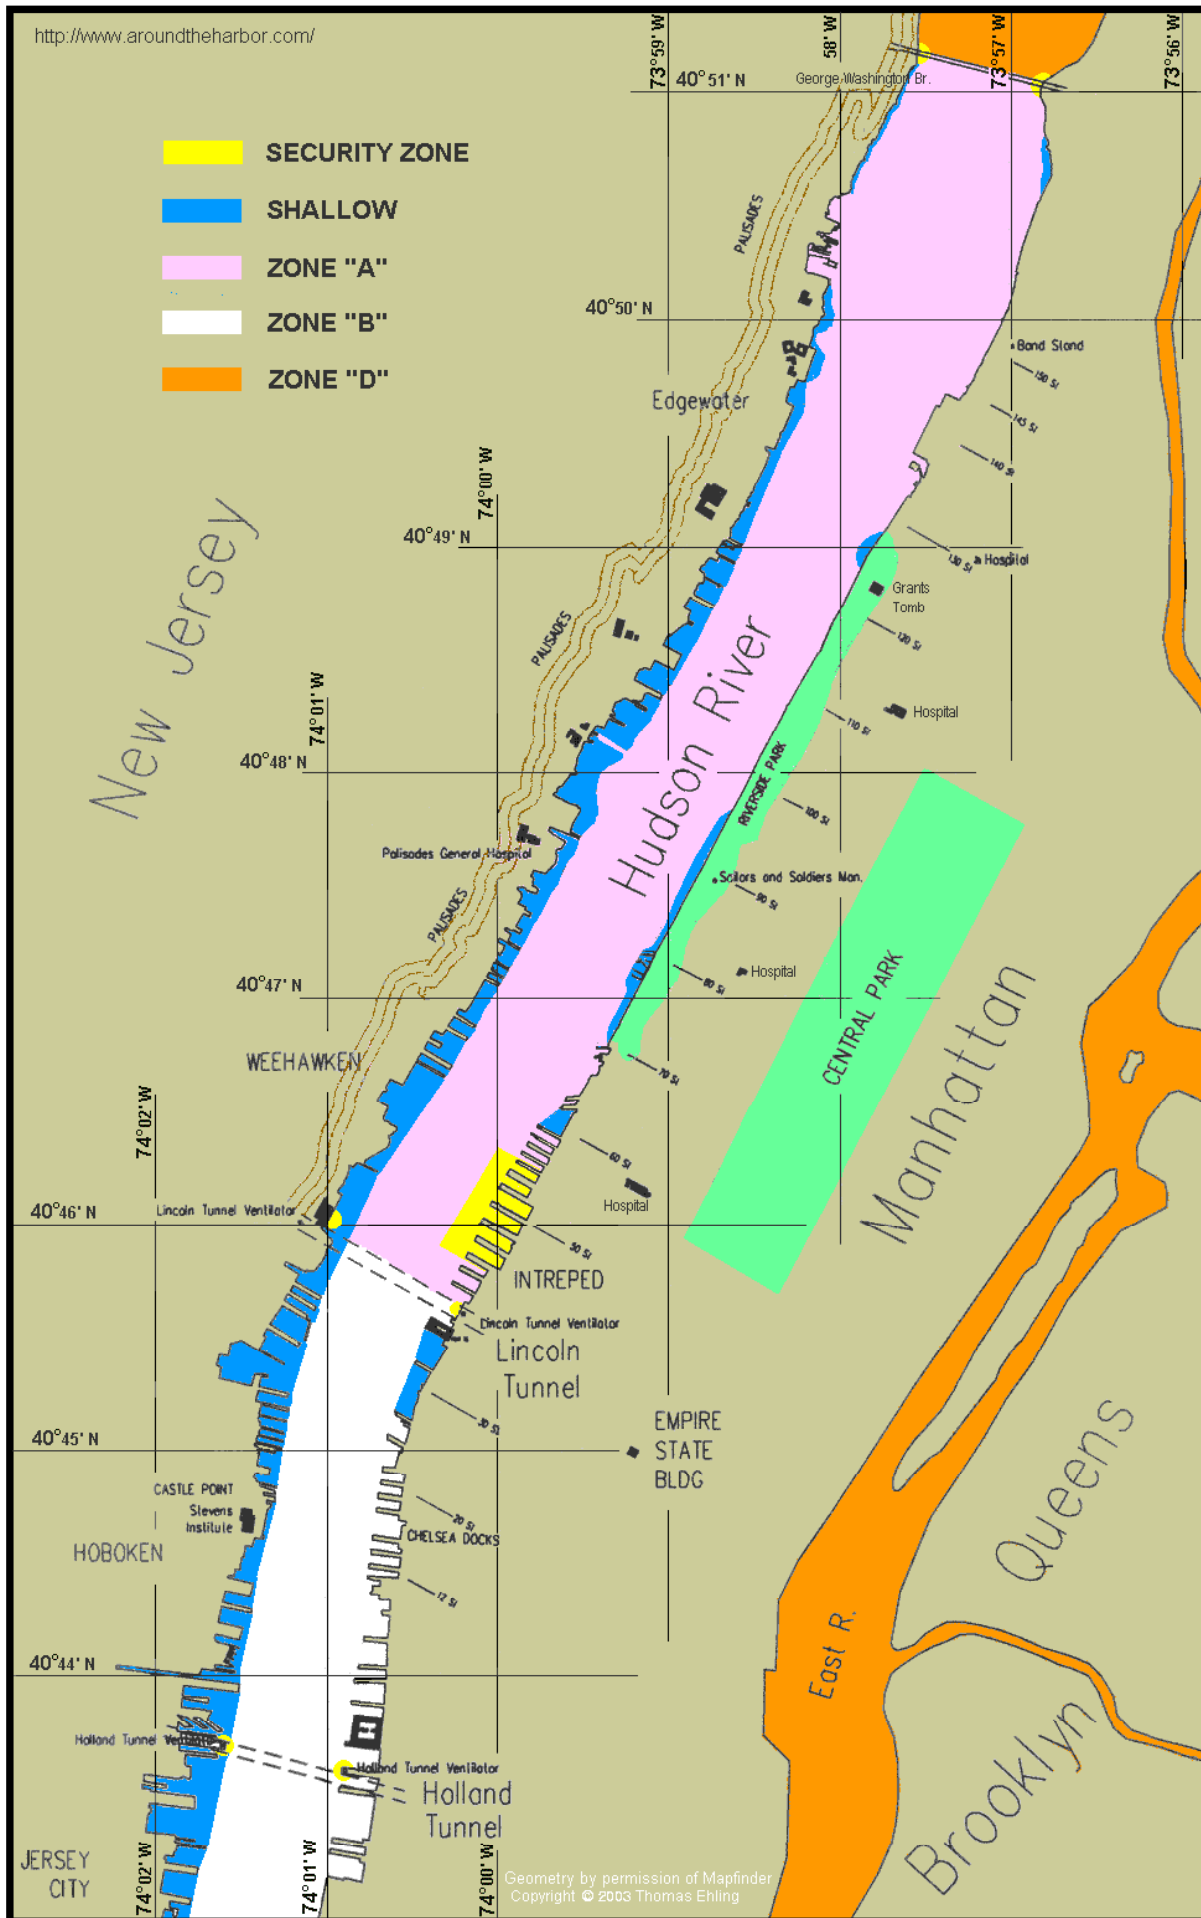 http://www.aroundtheharbor.com/
73°59' W
58' W
73°57' W
73°56' W
40°51' N
George Washington Br.
SECURITY ZONE
SHALLOW
ZONE "A"
ZONE "B"
ZONE "D"
PALISADES
40°50' N
Band Stand
150 St
Edgewater
145 St
140 St
74°00' W
40°49' N
130 St
Hospital
Grants
Tomb
New Jersey
PALISADES
120 St
Hudson River
74°01' W
110 St
Hospital
40°48' N
RIVERSIDE PARK
100 St
Palisades General Hospital
Sailors and Soldiers Mon.
90 St
PALISADES
Hospital
80 St
40°47' N
CENTRAL PARK
Manhattan
WEEHAWKEN
70 St
74°02' W
60 St
Hospital
Lincoln Tunnel Ventilator
40°46' N
50 St
INTREPED
Lincoln Tunnel Ventilator
Lincoln
Tunnel
30 St
EMPIRE
STATE
BLDG
40°45' N
Queens
CASTLE POINT
Stevens
Institute
20 St
CHELSEA DOCKS
HOBOKEN
12 St
East R.
40°44' N
Holland Tunnel Ventilator
Holland Tunnel Ventilator
Holland
Tunnel
Brooklyn
JERSEY
CITY
74°02' W
74°01' W
74°00' W
Geometry by permission of Mapfinder
Copyright © 2003 Thomas Ehling